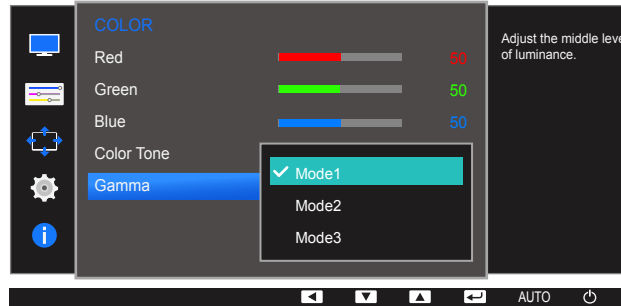 COLOR
Red 50
Green 50
Blue 50
Color Tone
Gamma
Mode1
Mode2
Mode3
Adjust the middle leve
of luminance.
AUTO